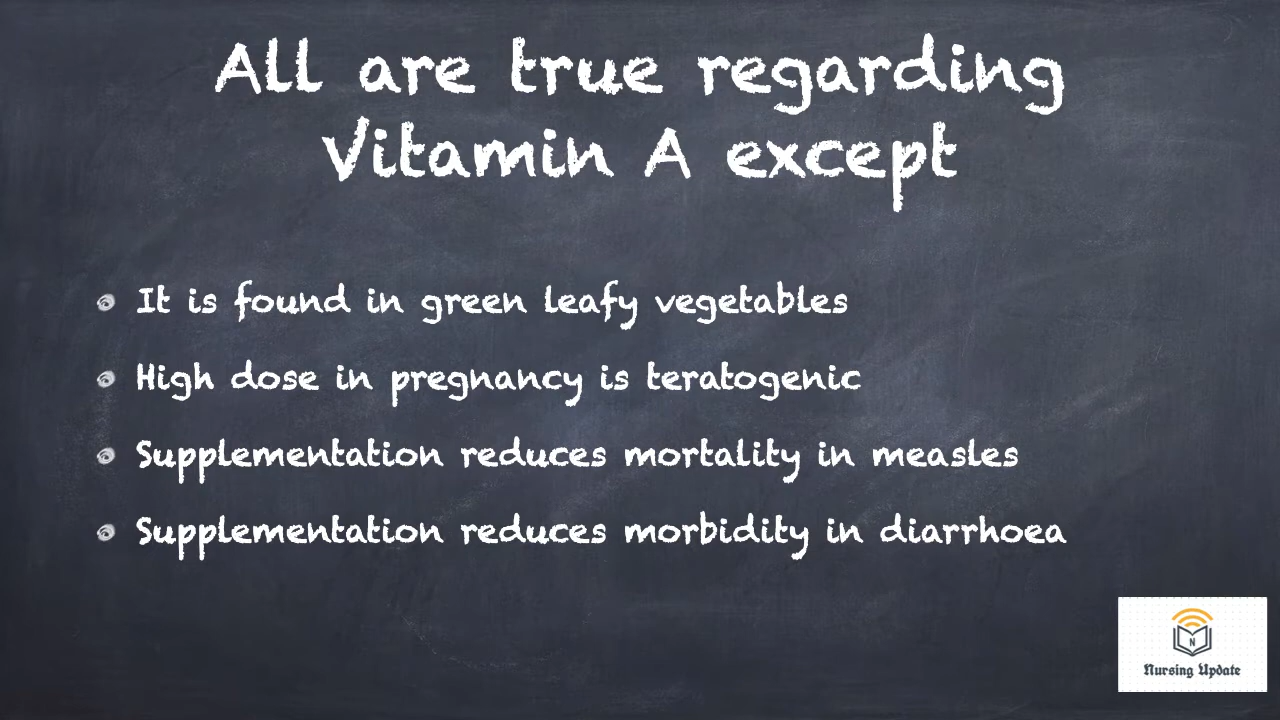 All are true regarding
Vitamin A except
It is found in green leafy vegetables
High dose in pregnancy is teratogenic
Supplementation reduces mortality in measles
Supplementation reduces morbidity in diarrhoea
N
Nursing Update